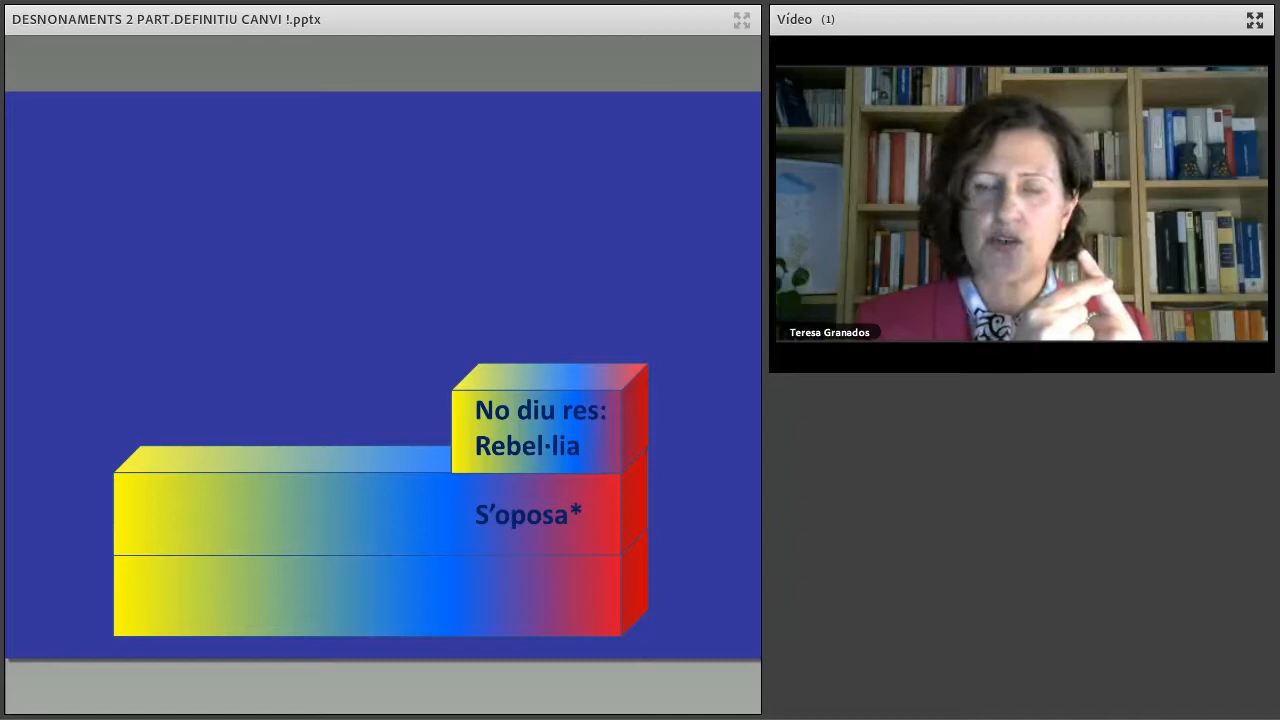 DESNONAMENTS 2 PART.DEFINITIU CANVI !.pptx
Vídeo (1)
Teresa Granados
No diu res:
Rebel·lia
S'oposa*